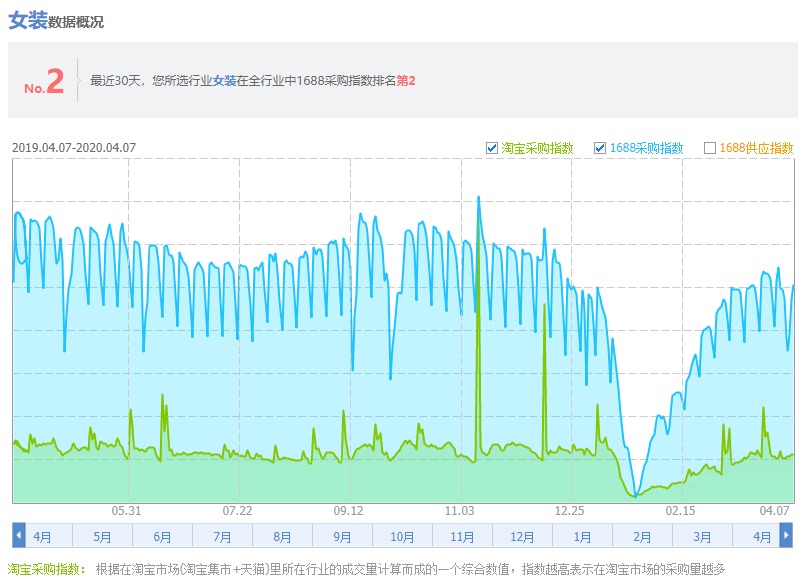 女装数据概况
No.2 最近30天，您所选行业女装在全行业中1688采购指数排名第2
2019.04.07-2020.04.07 淘宝采购指数 1688采购指数 1688供应指数
05.31 07.22 09.12 11.03 12.25 02.15 04.07
4月 5月 6月 7月 8月 9月 10月 11月 12月 1月 2月 3月 4月
淘宝采购指数： 根据在淘宝市场(淘宝集市+天猫)里所在行业的成交量计算而成的一个综合数值，指数越高表示在淘宝市场的采购量越多